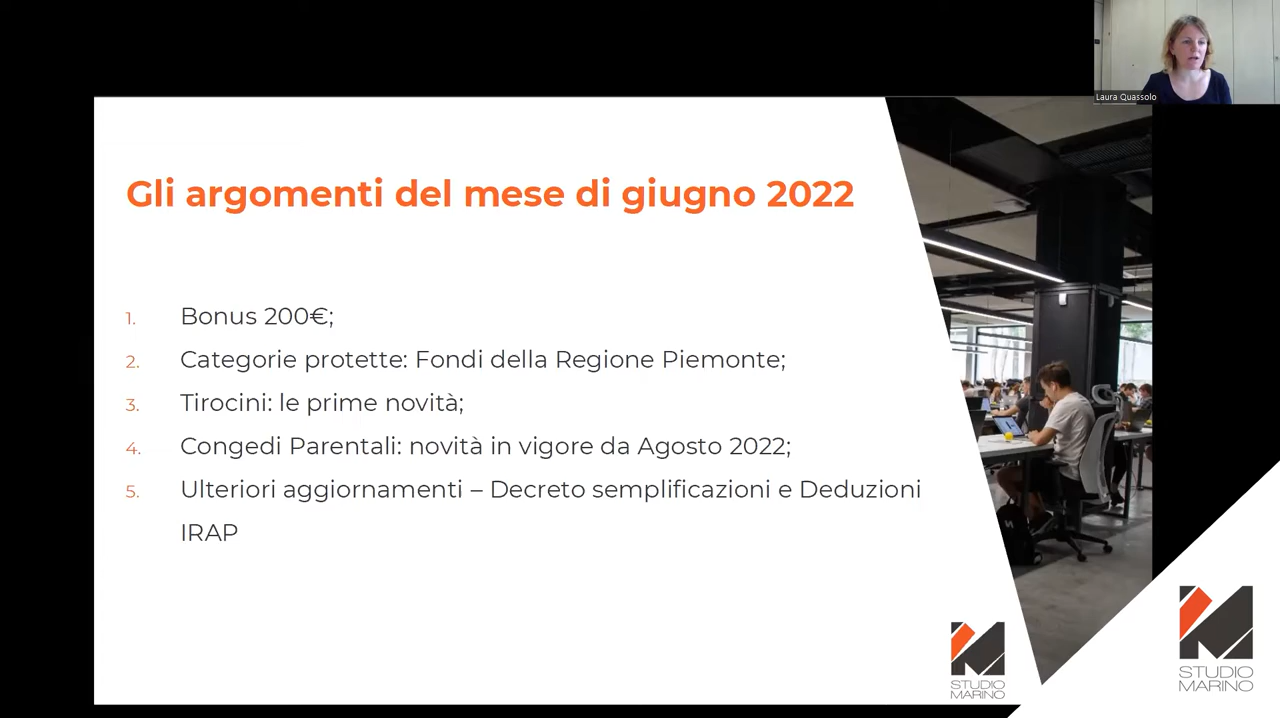 Laura Quassolo
Gli argomenti del mese di giugno 2022
1. Bonus 200€;
2. Categorie protette: Fondi della Regione Piemonte;
3. Tirocini: le prime novità;
4. Congedi Parentali: novità in vigore da Agosto 2022;
5. Ulteriori aggiornamenti – Decreto semplificazioni e Deduzioni
IRAP
STUDIO
MARINO
STUDIO
MARINO